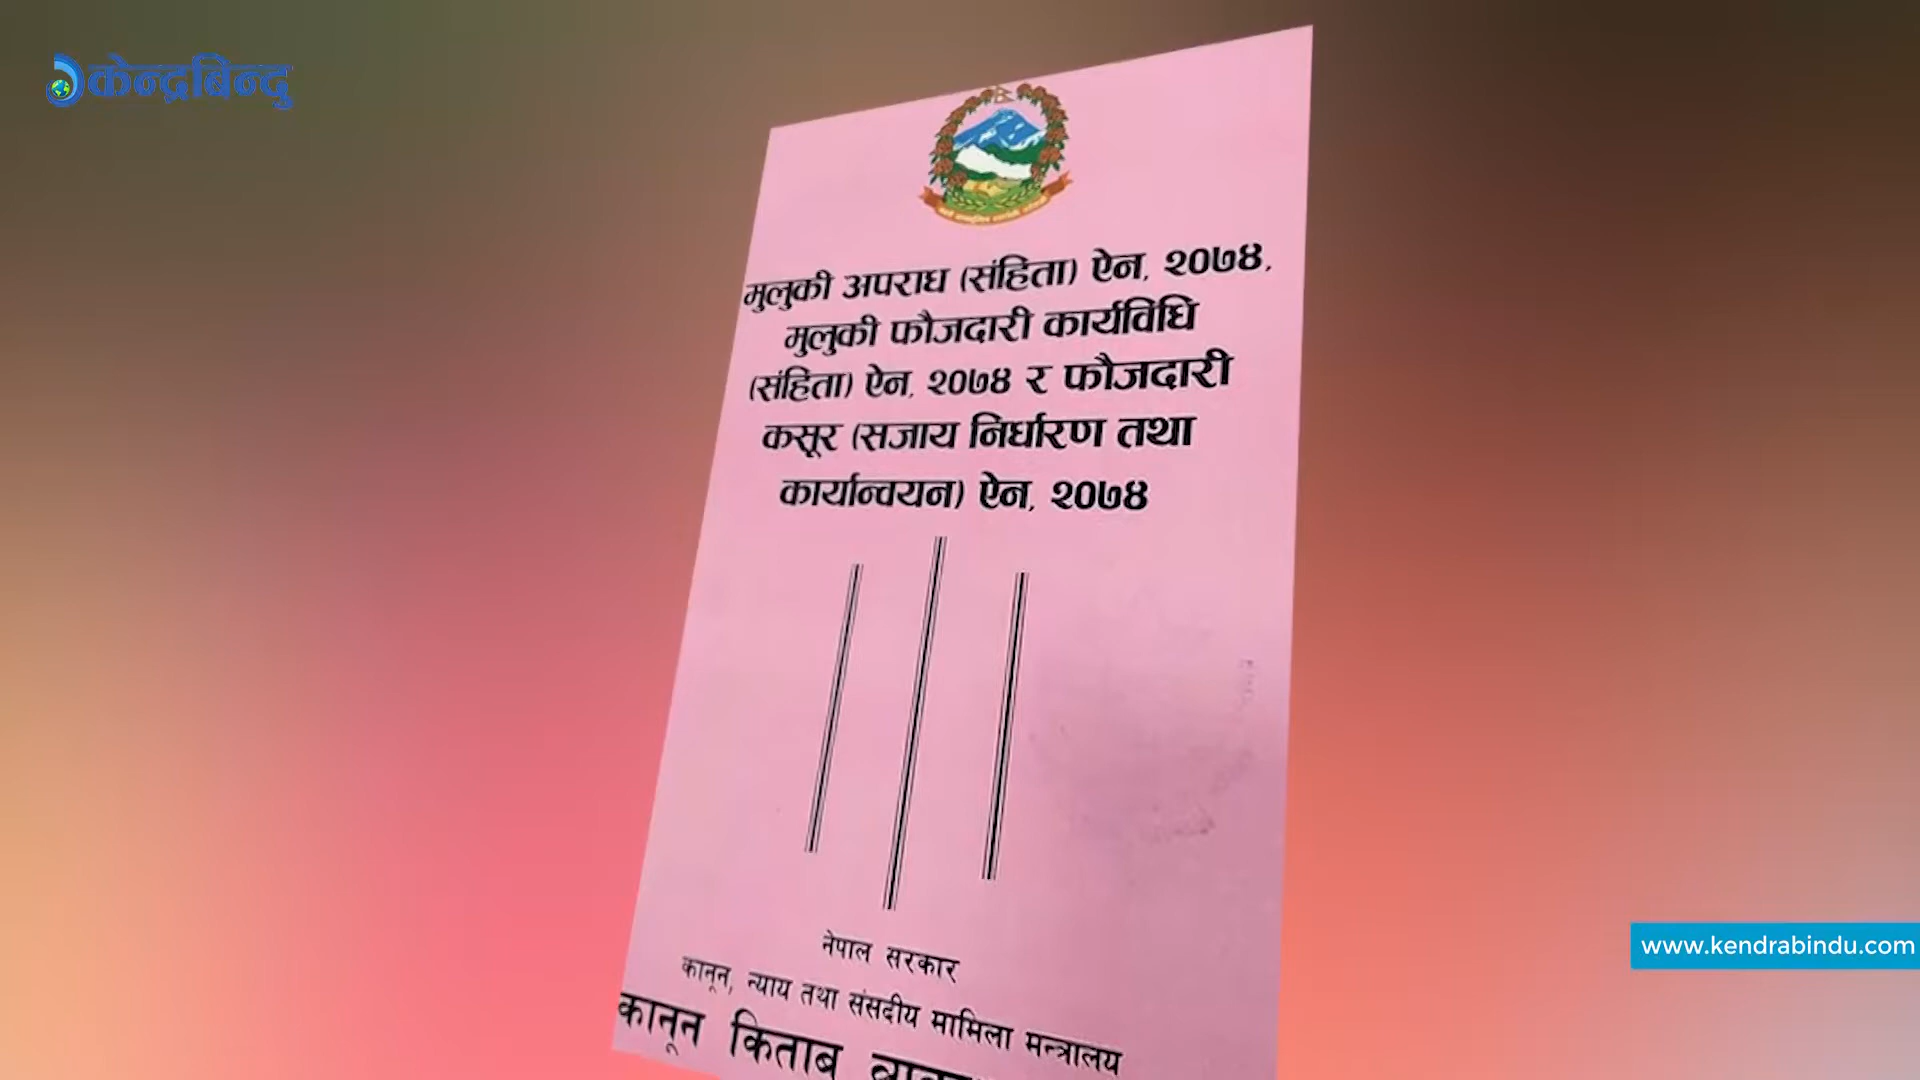 केन्द्रबिन्दु
मुलुकी अपराध (संहिता) ऐन, २०७४,
मुलुकी फौजदारी कार्यविधि
(संहिता) ऐन, २०७४ र फौजदारी
कसूर (सजाय निर्धारण तथा
कार्यान्वयन) ऐन, २०७४
नेपाल सरकार
कानून, न्याय तथा संसदीय मामिला मन्त्रालय
कानून किताब
www.kendrabindu.com